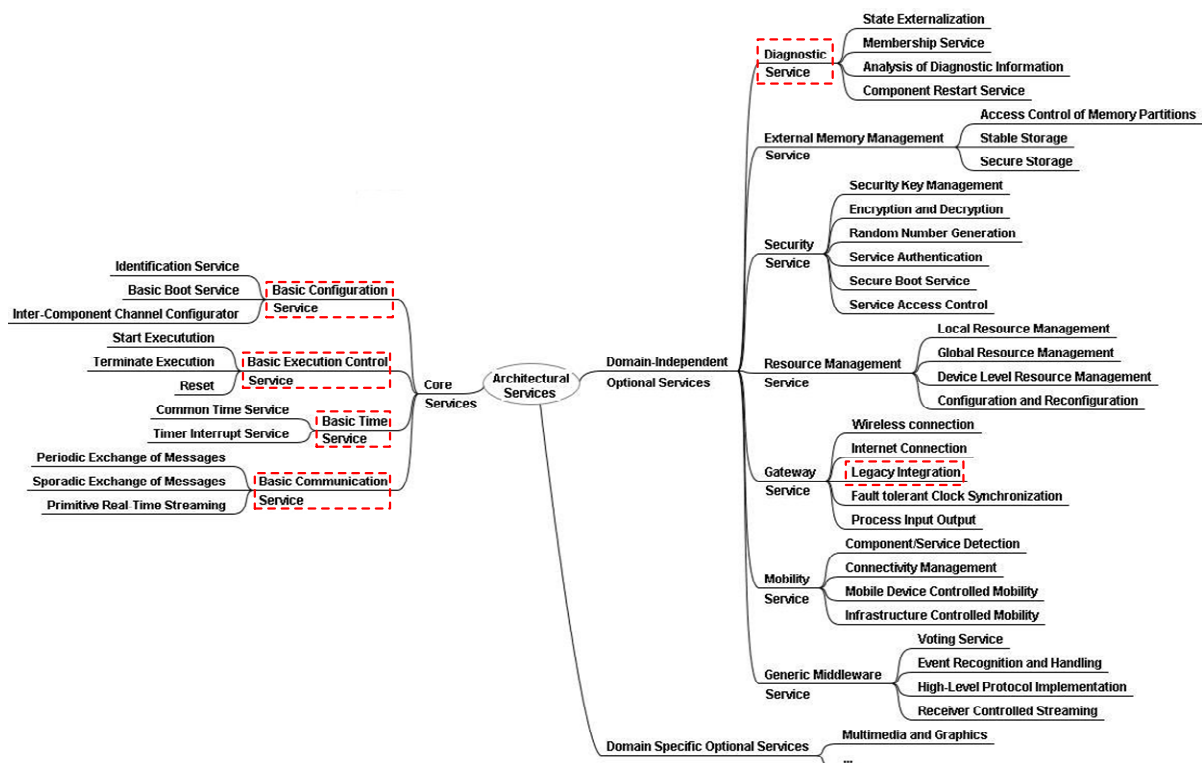 State Externalization
Membership Service
Diagnostic
Service
Analysis of Diagnostic Information
Component Restart Service
Access Control of Memory Partitions
External Memory Management
Service
Stable Storage
Secure Storage
Security Key Management
Encryption and Decryption
Random Number Generation
Security
Service
Service Authentication
Secure Boot Service
Service Access Control
Identification Service
Basic Boot Service
Basic Configuration
Service
Inter-Component Channel Configurator
Start Executution
Terminate Execution
Basic Execution Control
Service
Reset
Core
Services
Common Time Service
Timer Interrupt Service
Basic Time
Service
Periodic Exchange of Messages
Sporadic Exchange of Messages
Basic Communication
Service
Primitive Real-Time Streaming
Architectural
Services
Domain-Independent
Optional Services
Local Resource Management
Global Resource Management
Resource Management
Service
Device Level Resource Management
Configuration and Reconfiguration
Wireless connection
Internet Connection
Gateway
Service
Legacy Integration
Fault tolerant Clock Synchronization
Process Input Output
Component/Service Detection
Connectivity Management
Mobility
Service
Mobile Device Controlled Mobility
Infrastructure Controlled Mobility
Voting Service
Event Recognition and Handling
Generic Middleware
Service
High-Level Protocol Implementation
Receiver Controlled Streaming
Domain Specific Optional Services
Multimedia and Graphics
...